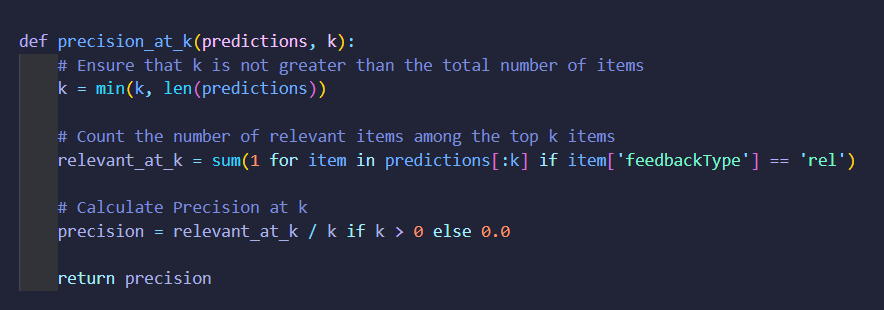 def precision_at_k(predictions, k):
    # Ensure that k is not greater than the total number of items
    k = min(k, len(predictions))
    # Count the number of relevant items among the top k items
    relevant_at_k = sum(1 for item in predictions[:k] if item['feedbackType'] == 'rel')
    # Calculate Precision at k
    precision = relevant_at_k / k if k > 0 else 0.0
    return precision